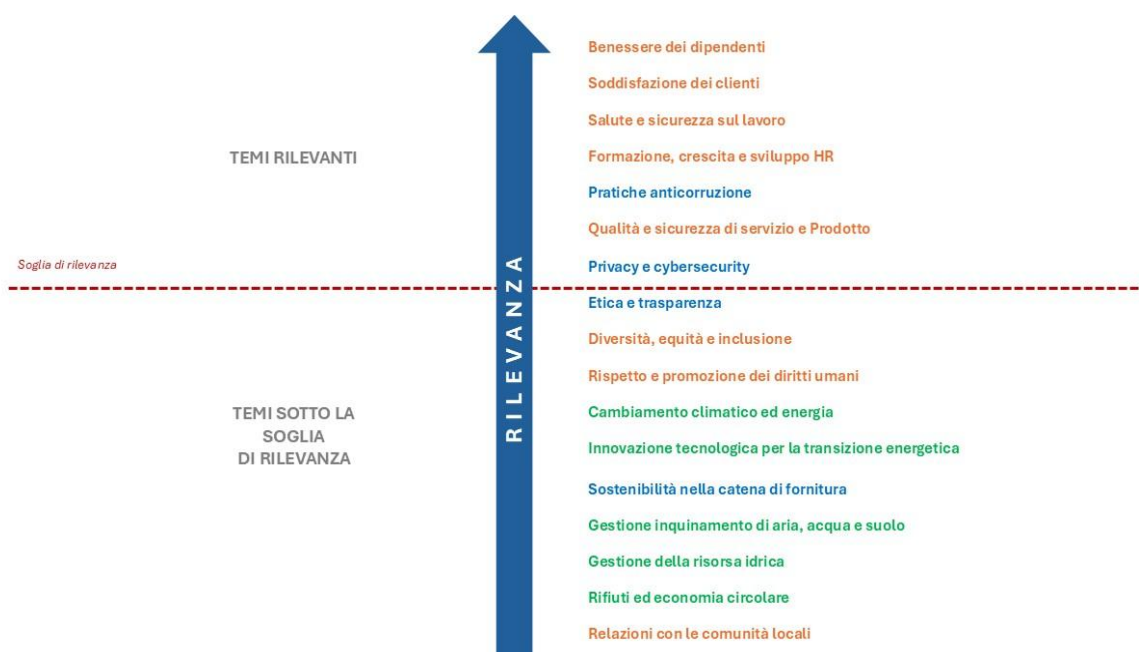 Benessere dei dipendenti
Soddisfazione dei clienti
Salute e sicurezza sul lavoro
TEMI RILEVANTI
Formazione, crescita e sviluppo HR
Pratiche anticorruzione
Qualità e sicurezza di servizio e Prodotto
Soglia di rilevanza
Privacy e cybersecurity
RILEVANZA
Etica e trasparenza
Diversità, equità e inclusione
Rispetto e promozione dei diritti umani
TEMI SOTTO LA
SOGLIA
DI RILEVANZA
Cambiamento climatico ed energia
Innovazione tecnologica per la transizione energetica
Sostenibilità nella catena di fornitura
Gestione inquinamento di aria, acqua e suolo
Gestione della risorsa idrica
Rifiuti ed economia circolare
Relazioni con le comunità locali